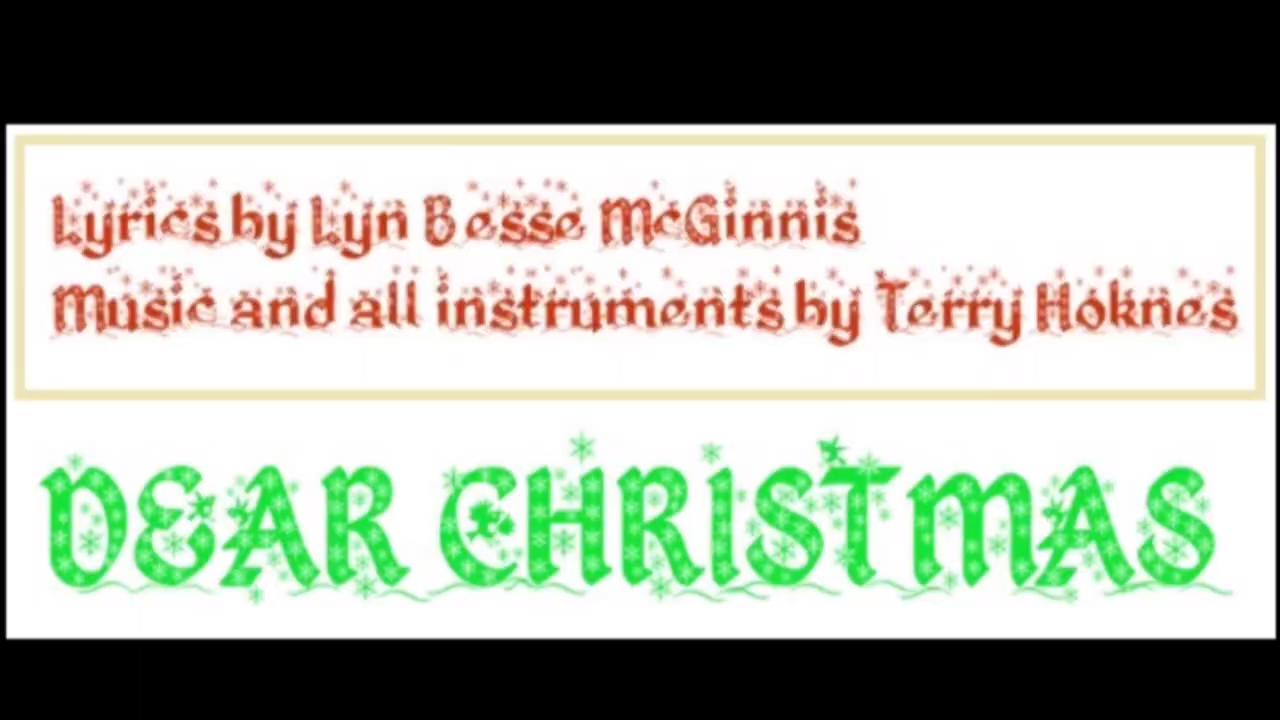 Lyrics by Lyn Besse McGinnis
Music and all instruments by Terry Hoknes
DEAR CHRISTMAS